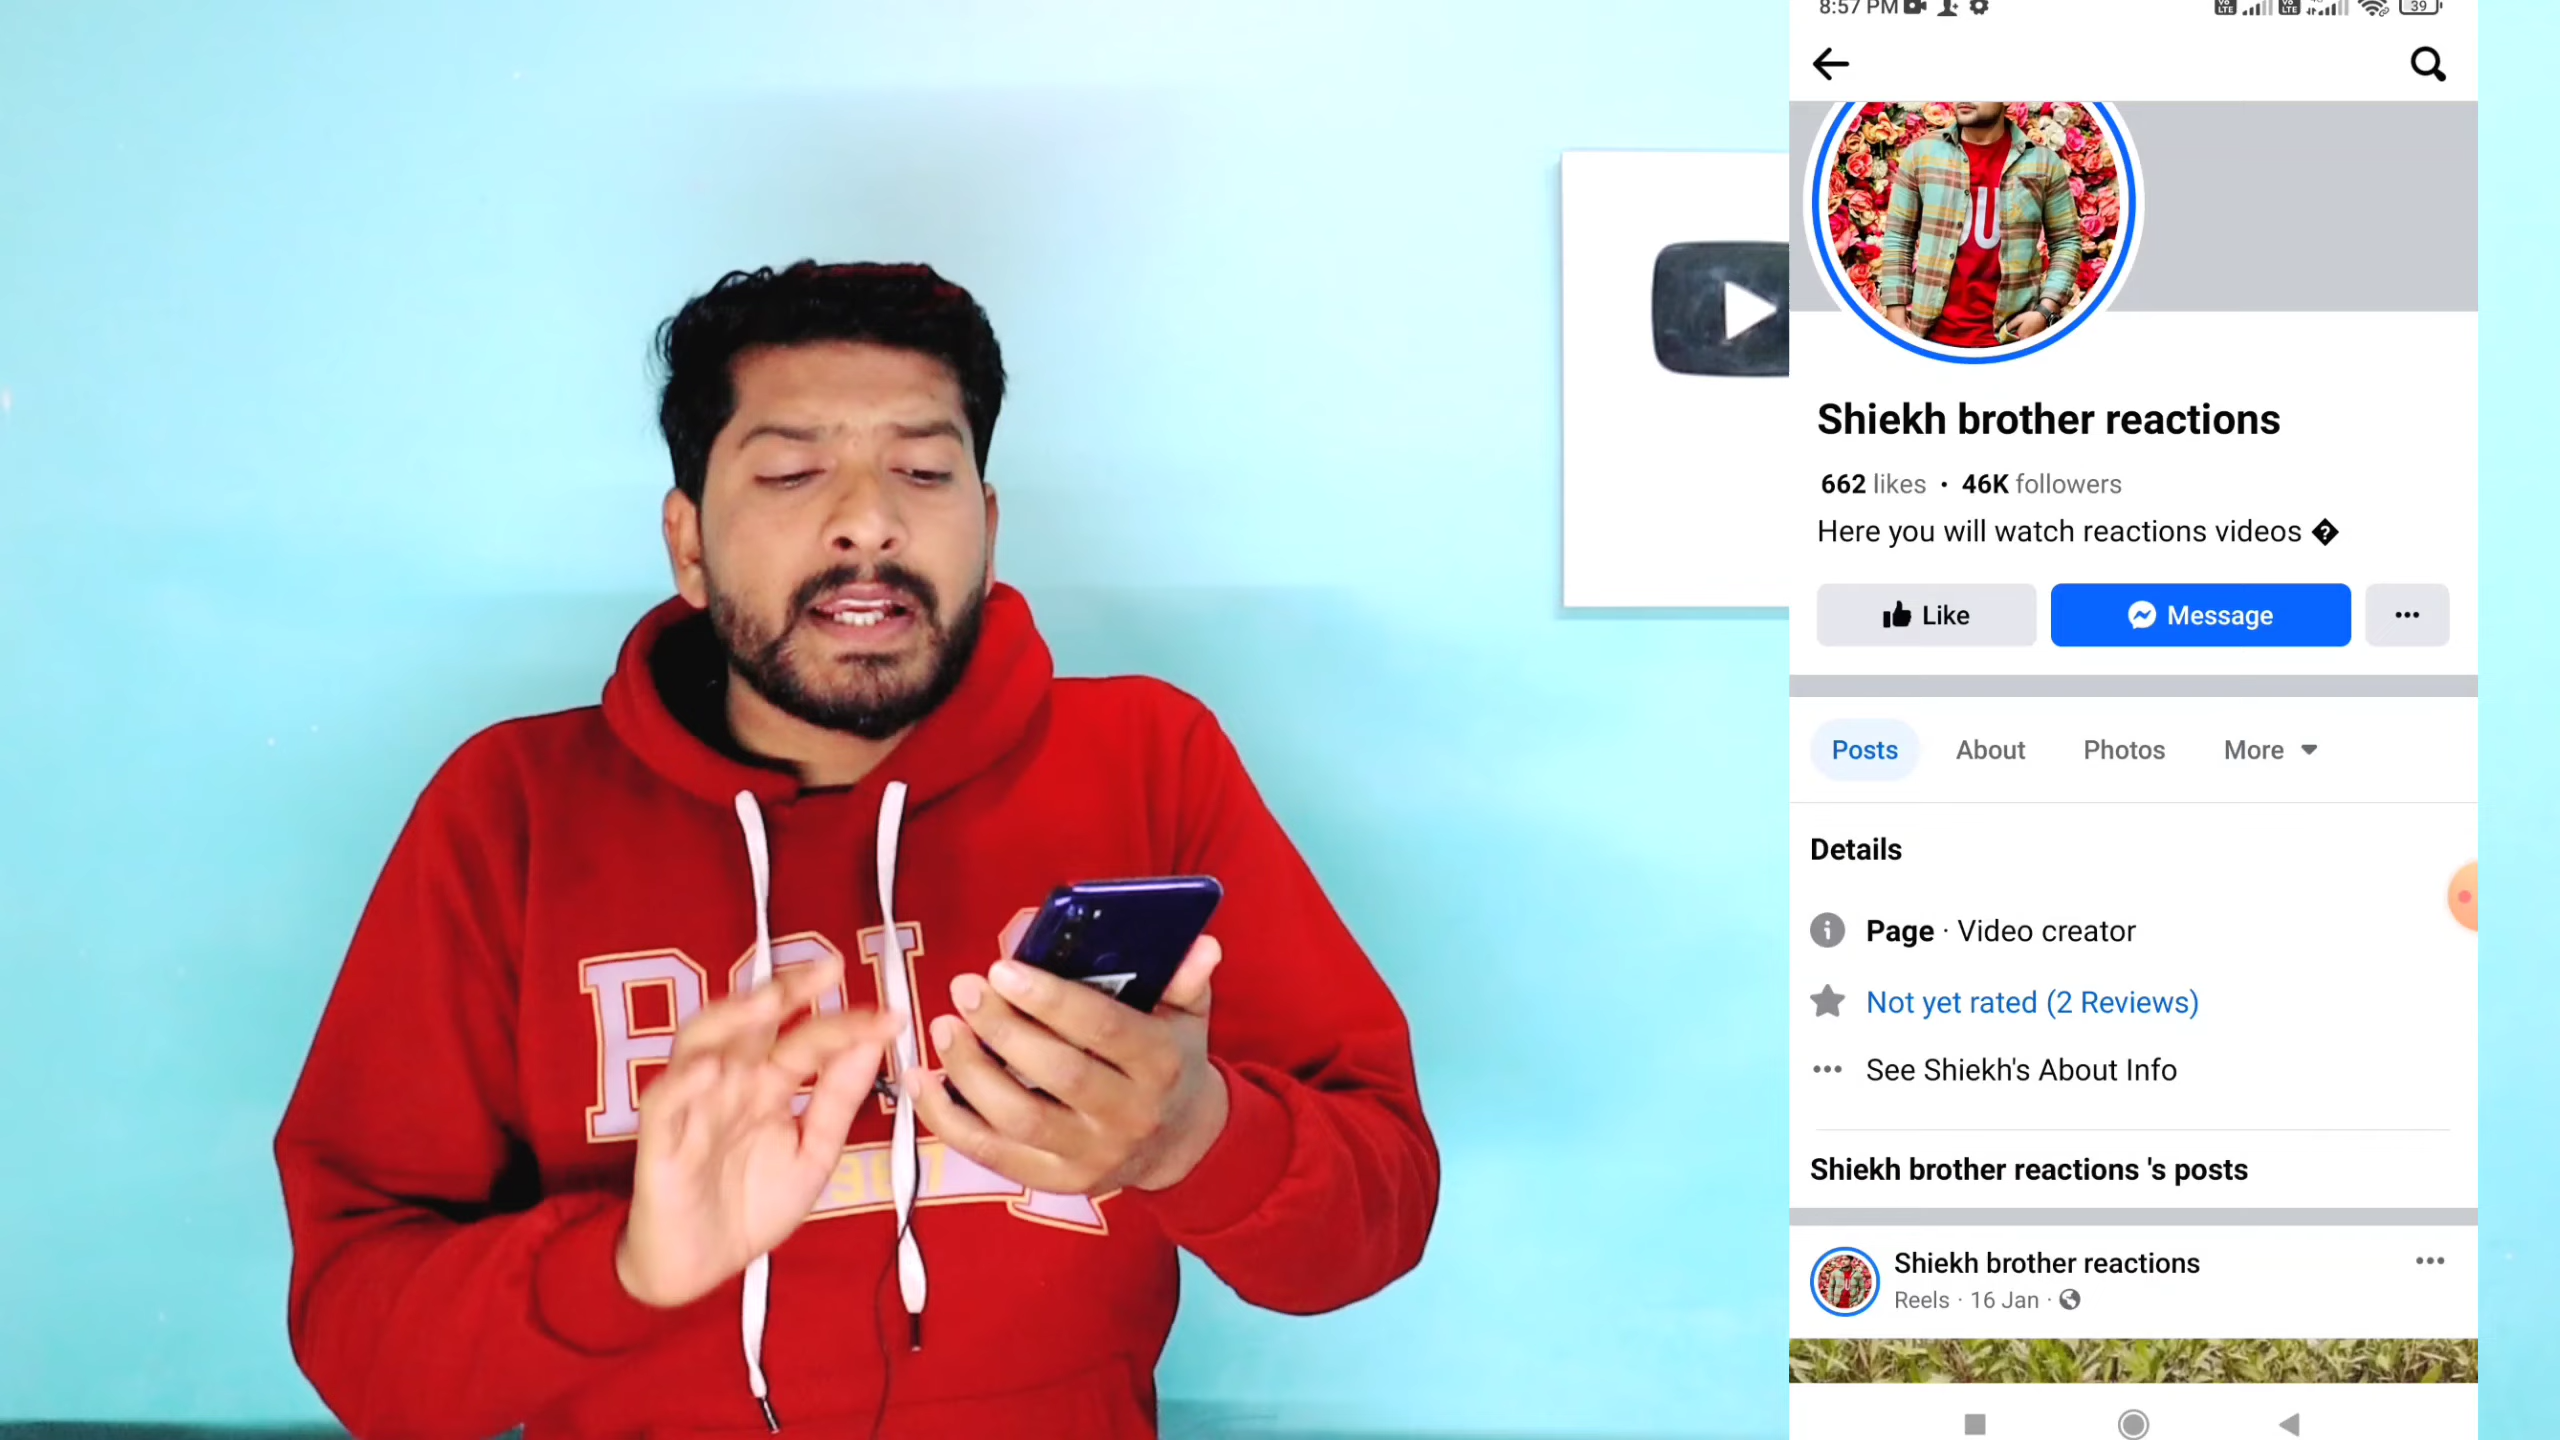 8:57 PM
39
Shiekh brother reactions
662 likes • 46K followers
Here you will watch reactions videos
Like
Message
Posts
About
Photos
More
Details
Page · Video creator
Not yet rated (2 Reviews)
See Shiekh's About Info
Shiekh brother reactions 's posts
Shiekh brother reactions
Reels · 16 Jan ·